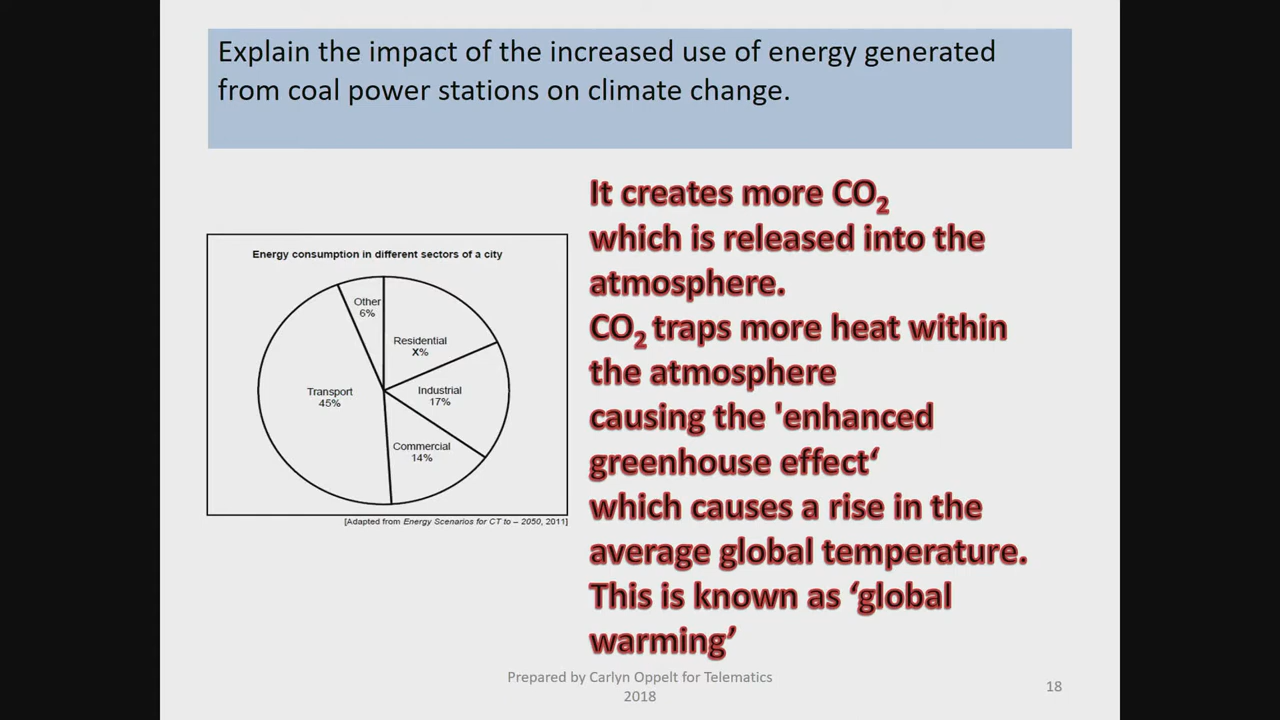 Explain the impact of the increased use of energy generated
from coal power stations on climate change.
Energy consumption in different sectors of a city
Other
6%
Residential
X%
Transport
45%
Industrial
17%
Commercial
14%
[Adapted from Energy Scenarios for CT to – 2050, 2011]
It creates more CO₂
which is released into the
atmosphere.
CO₂ traps more heat within
the atmosphere
causing the 'enhanced
greenhouse effect‘
which causes a rise in the
average global temperature.
This is known as ‘global
warming’
Prepared by Carlyn Oppelt for Telematics
2018
18